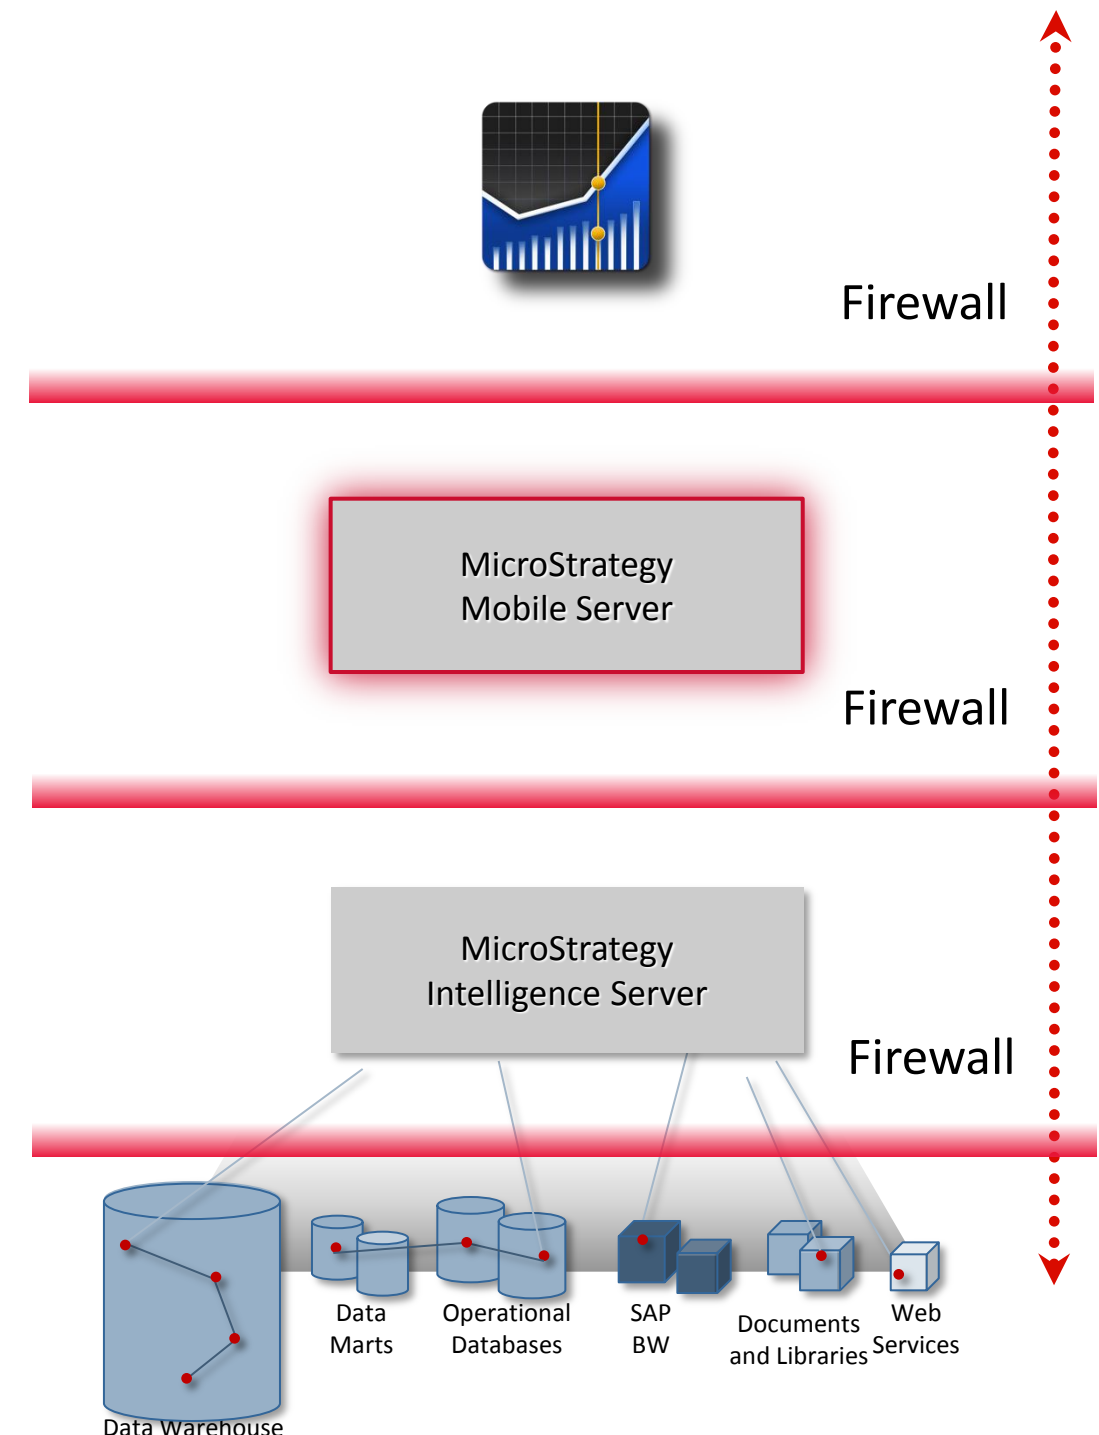 Firewall
MicroStrategy
Mobile Server
Firewall
MicroStrategy
Intelligence Server
Firewall
Data
Marts
Operational
Databases
SAP
BW
Documents
and Libraries
Web
Services
Data Warehouse